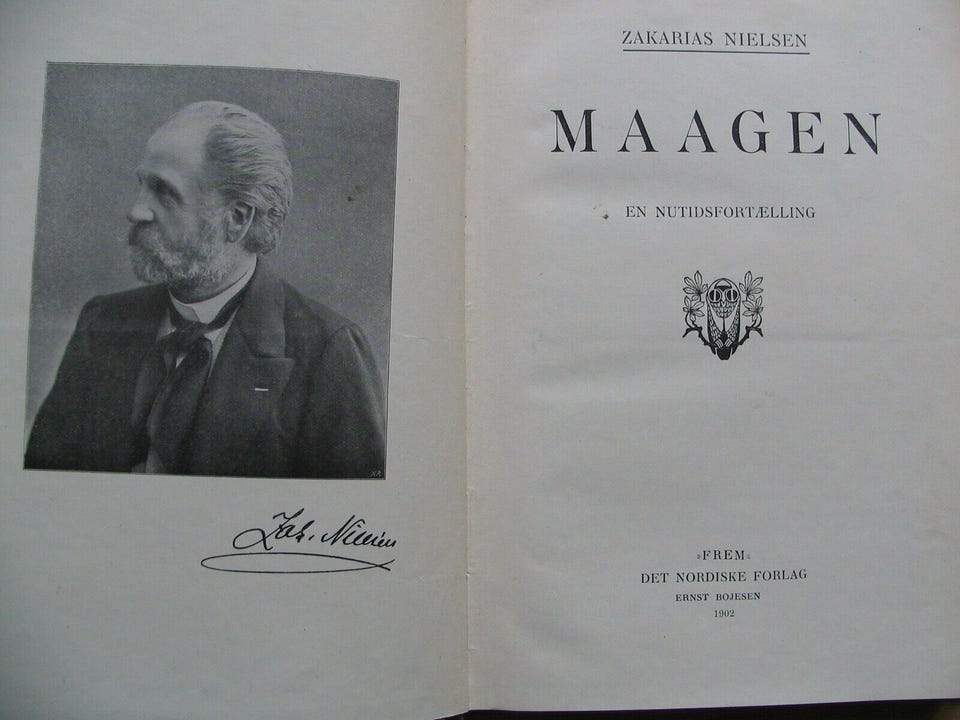 Zak. Nielsen
ZAKARIAS NIELSEN
MAAGEN
EN NUTIDSFORTÆLLING
»FREM«
DET NORDISKE FORLAG
ERNST BOJESEN
1902